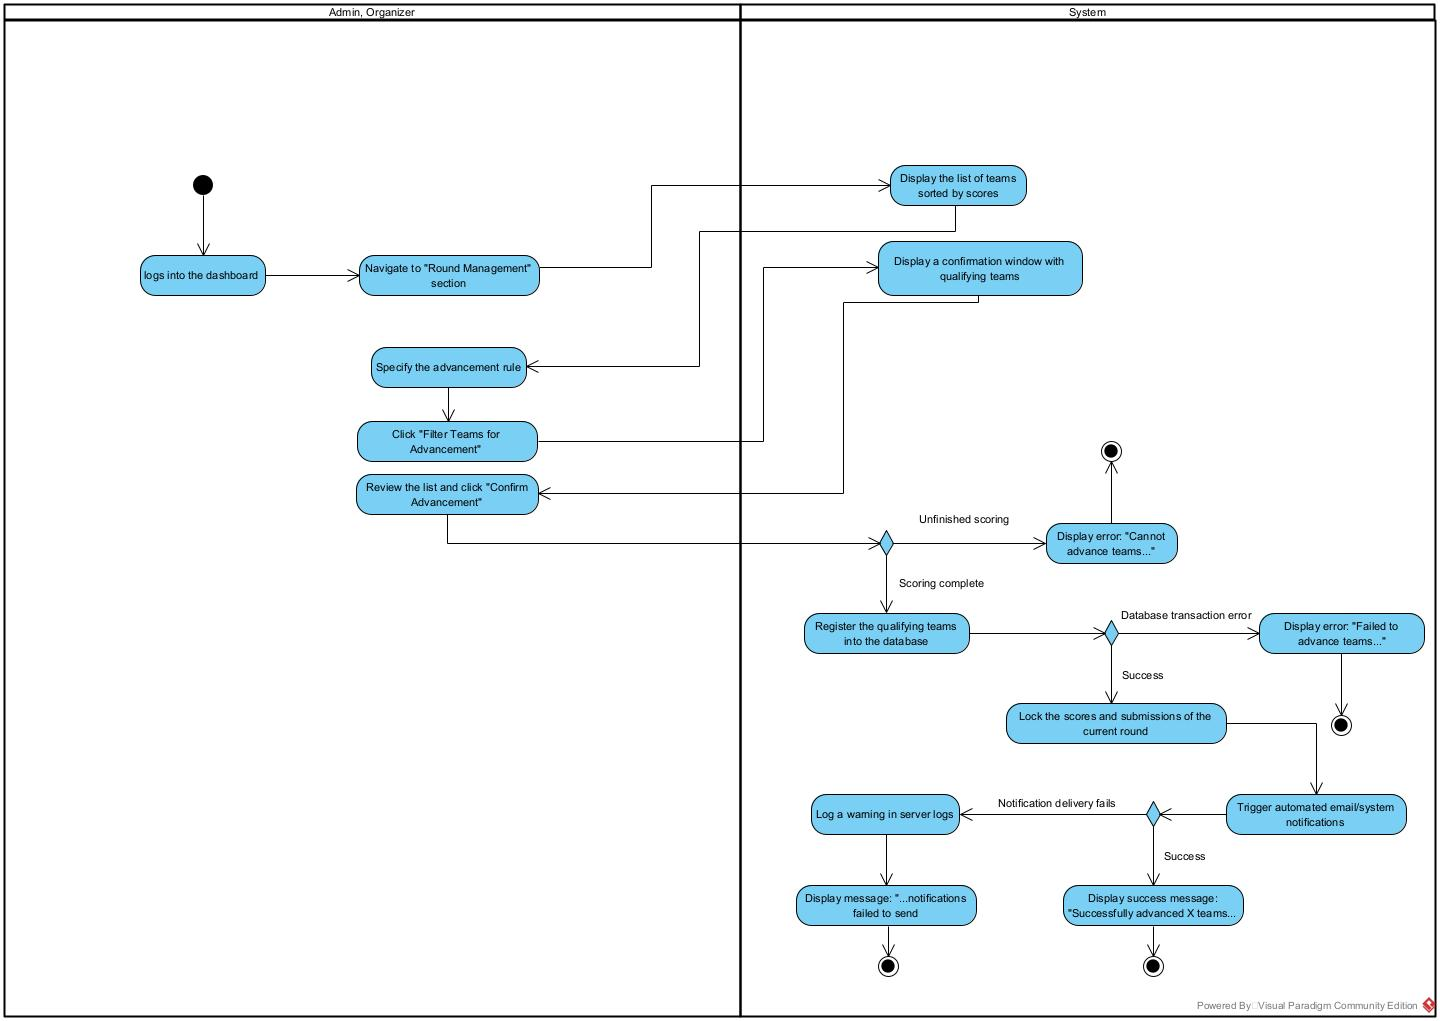 Admin, Organizer
System
Display the list of teams
sorted by scores
logs into the dashboard
Navigate to "Round Management"
section
Display a confirmation window with
qualifying teams
Specify the advancement rule
Click "Filter Teams for
Advancement"
Review the list and click "Confirm
Advancement"
Unfinished scoring
Display error: "Cannot
advance teams..."
Scoring complete
Register the qualifying teams
into the database
Database transaction error
Display error: "Failed to
advance teams..."
Success
Lock the scores and submissions of the
current round
Trigger automated email/system
notifications
Notification delivery fails
Log a warning in server logs
Success
Display message: "...notifications
failed to send
Display success message:
"Successfully advanced X teams...
Powered By Visual Paradigm Community Edition